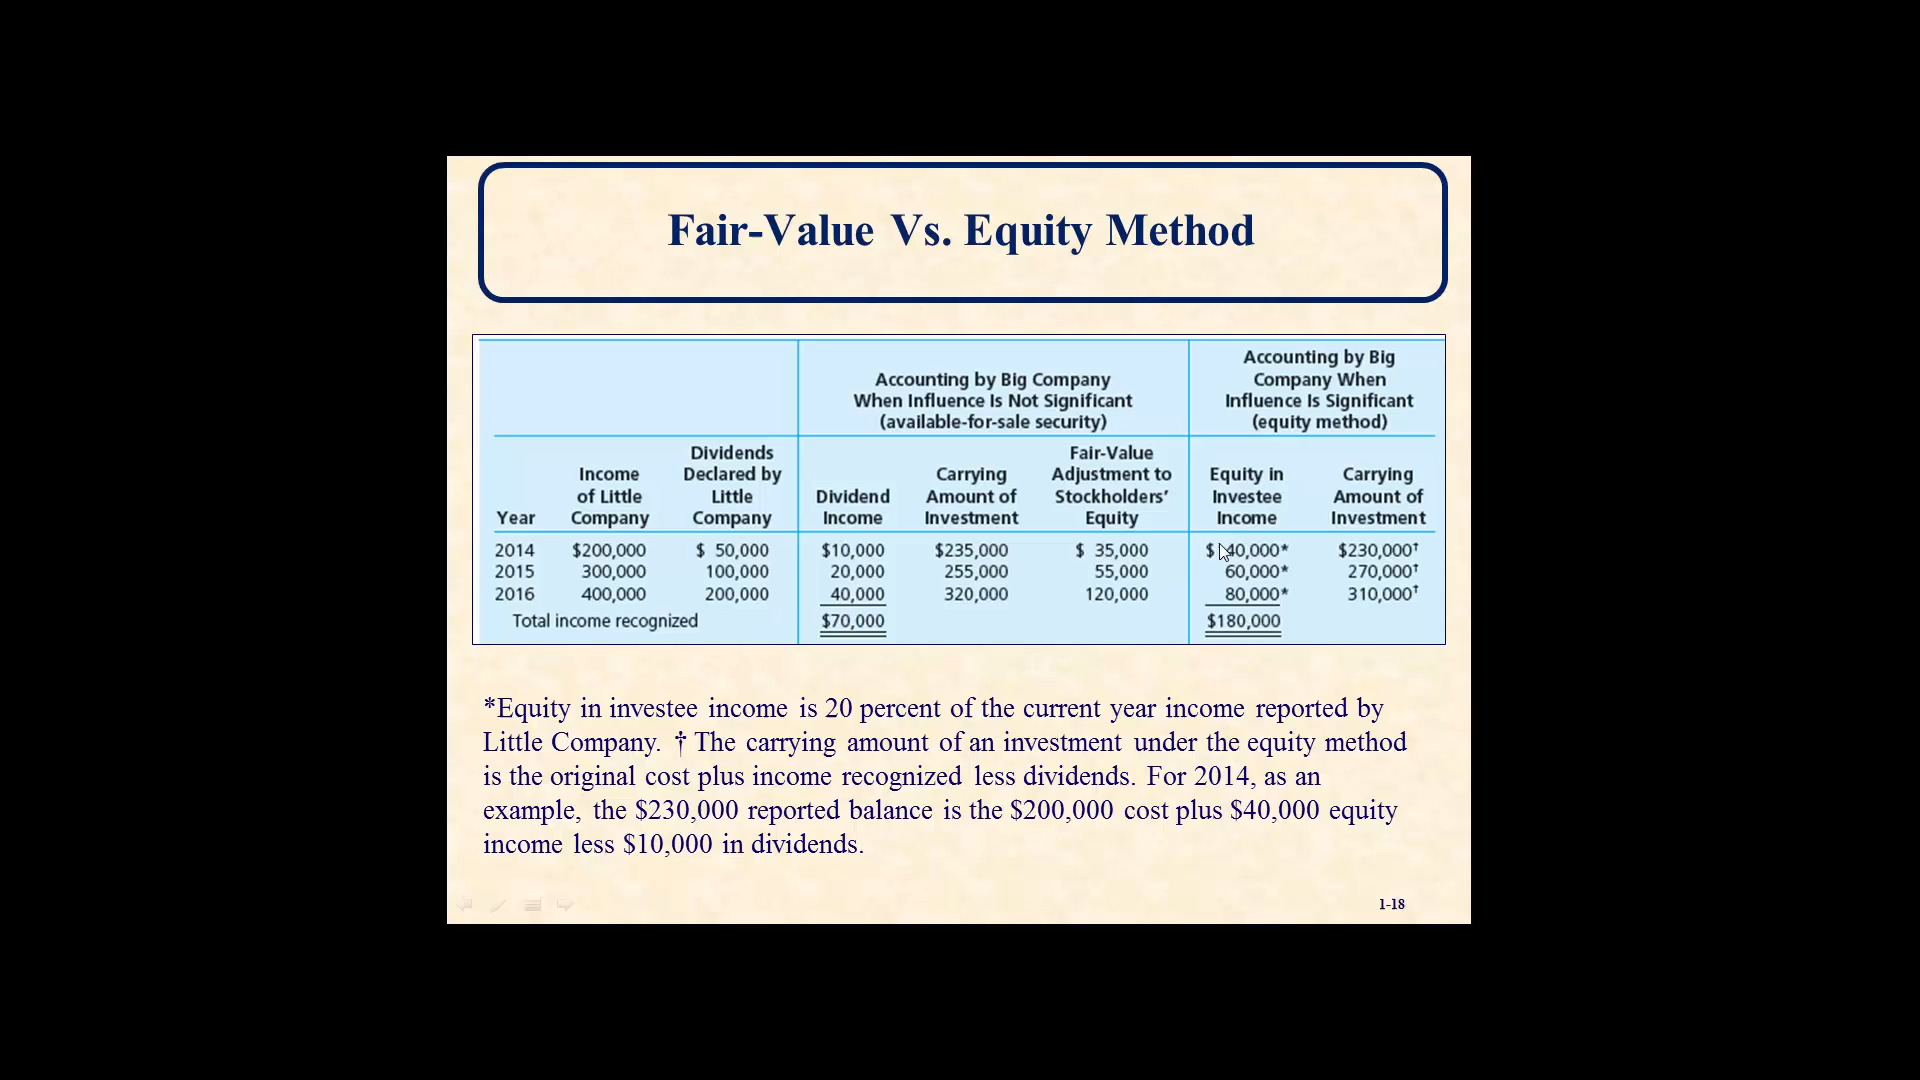 Fair-Value Vs. Equity Method
Accounting by Big Company
When Influence Is Not Significant
(available-for-sale security)
Accounting by Big
Company When
Influence Is Significant
(equity method)
Year
Income
of Little
Company
Dividends
Declared by
Little
Company
Dividend
Income
Carrying
Amount of
Investment
Fair-Value
Adjustment to
Stockholders’
Equity
Equity in
Investee
Income
Carrying
Amount of
Investment
2014 $200,000 $ 50,000 $10,000 $235,000 $ 35,000 $ 40,000* $230,000†
2015 300,000 100,000 20,000 255,000 55,000 60,000* 270,000†
2016 400,000 200,000 40,000 320,000 120,000 80,000* 310,000†
Total income recognized $70,000 $180,000
*Equity in investee income is 20 percent of the current year income reported by
Little Company. † The carrying amount of an investment under the equity method
is the original cost plus income recognized less dividends. For 2014, as an
example, the $230,000 reported balance is the $200,000 cost plus $40,000 equity
income less $10,000 in dividends.
1-18